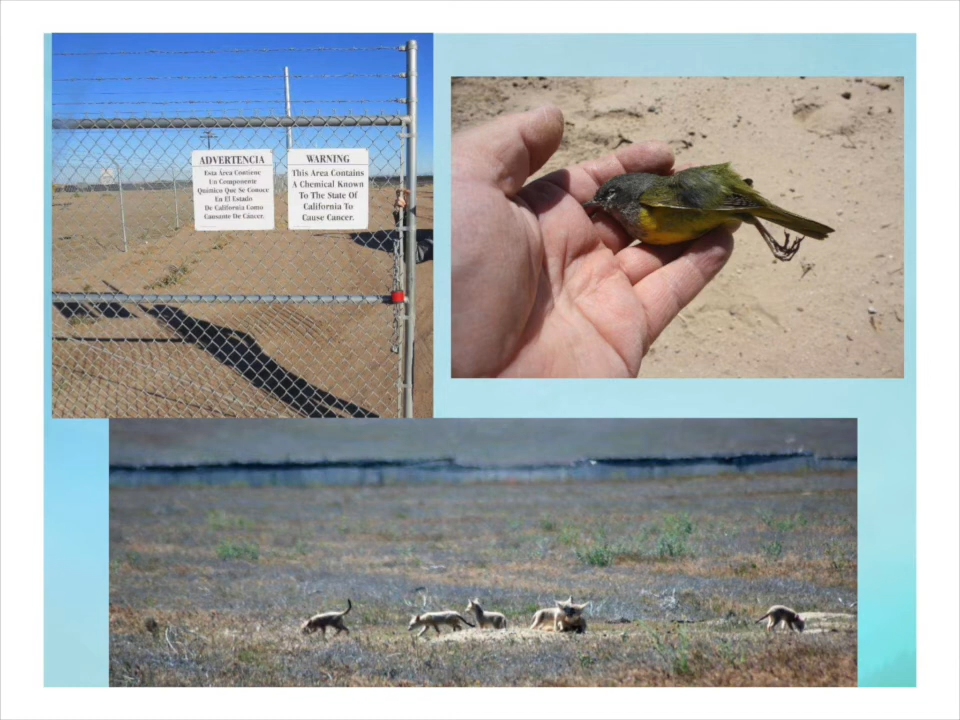 ADVERTENCIA
Esta Area Contiene
Un Componente
Quimico Que Se Conoce
En El Estado
De California Como
Causante De Cáncer.
WARNING
This Area Contains
A Chemical Known
To The State Of
California To
Cause Cancer.